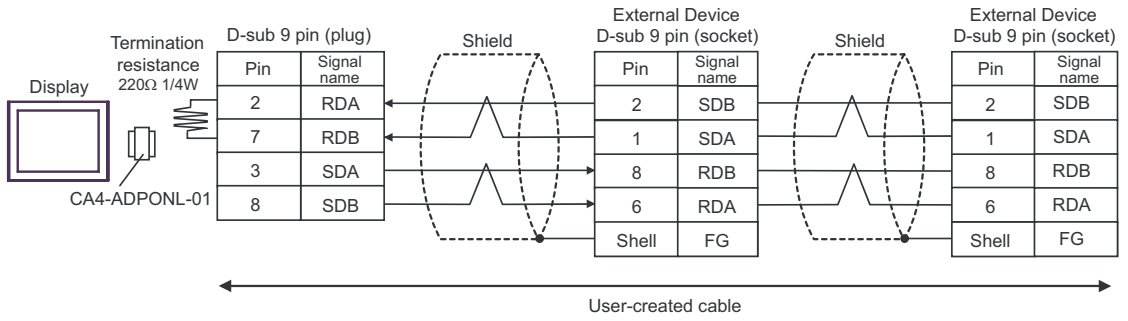 Display
CA4-ADPONL-01
Termination
resistance
220Ω 1/4W
D-sub 9 pin (plug)
Pin Signal name
2 RDA
7 RDB
3 SDA
8 SDB
Shield
External Device
D-sub 9 pin (socket)
Pin Signal name
2 SDB
1 SDA
8 RDB
6 RDA
Shell FG
Shield
External Device
D-sub 9 pin (socket)
Pin Signal name
2 SDB
1 SDA
8 RDB
6 RDA
Shell FG
User-created cable